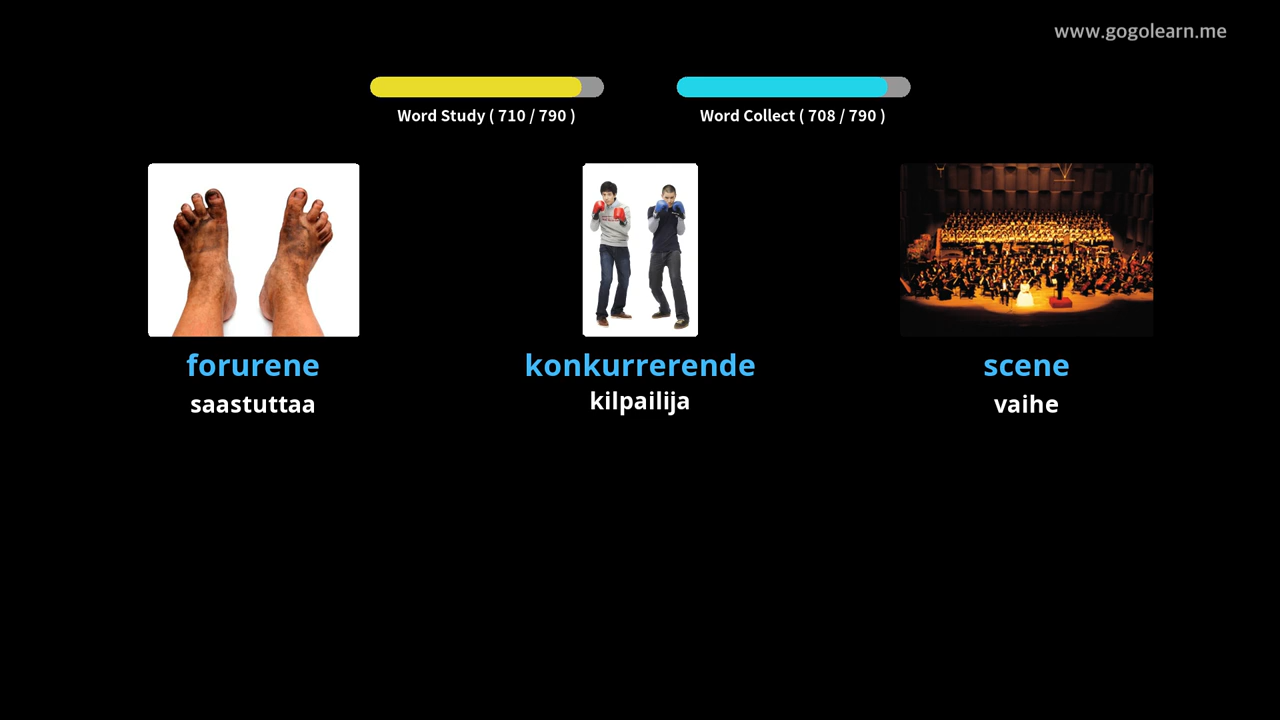 www.gogolearn.me
Word Study ( 710 / 790 )
Word Collect ( 708 / 790 )
forurene
konkurrerende
scene
saastuttaa
kilpailija
vaihe